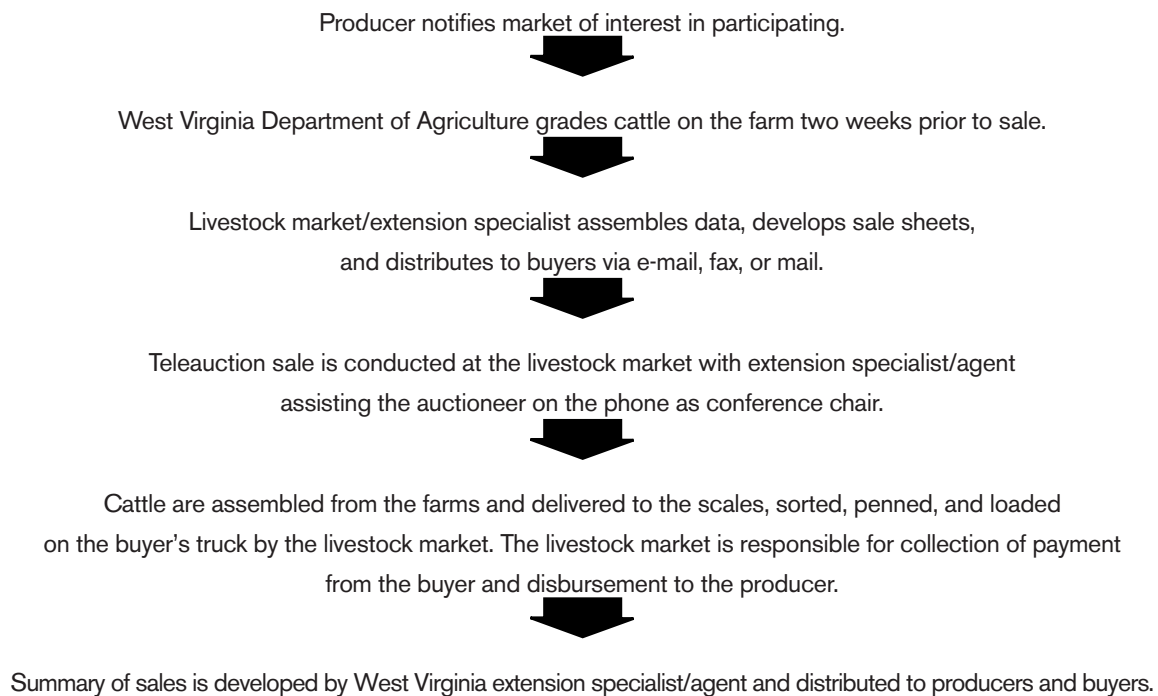 Producer notifies market of interest in participating.
West Virginia Department of Agriculture grades cattle on the farm two weeks prior to sale.
Livestock market/extension specialist assembles data, develops sale sheets,
and distributes to buyers via e-mail, fax, or mail.
Teleauction sale is conducted at the livestock market with extension specialist/agent
assisting the auctioneer on the phone as conference chair.
Cattle are assembled from the farms and delivered to the scales, sorted, penned, and loaded
on the buyer’s truck by the livestock market. The livestock market is responsible for collection of payment
from the buyer and disbursement to the producer.
Summary of sales is developed by West Virginia extension specialist/agent and distributed to producers and buyers.